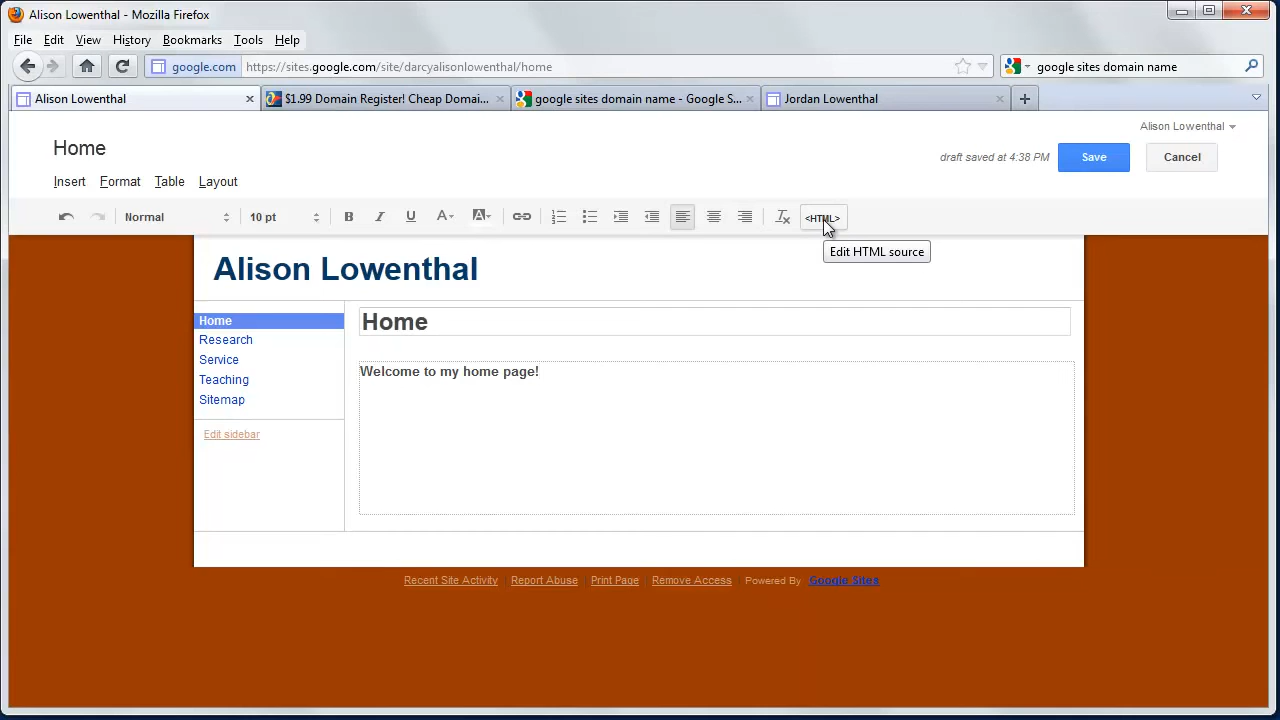 Alison Lowenthal - Mozilla Firefox
File Edit View History Bookmarks Tools Help
google.com https://sites.google.com/site/darcyalisonlowenthal/home google sites domain name
Alison Lowenthal $1.99 Domain Register! Cheap Domai... google sites domain name - Google S... Jordan Lowenthal
Alison Lowenthal
Home
draft saved at 4:38 PM Save Cancel
Insert Format Table Layout
Normal 10 pt B I U A A <HTML>
Edit HTML source
Alison Lowenthal
Home
Research
Service
Teaching
Sitemap
Edit sidebar
Home
Welcome to my home page!
Recent Site Activity Report Abuse Print Page Remove Access Powered By Google Sites